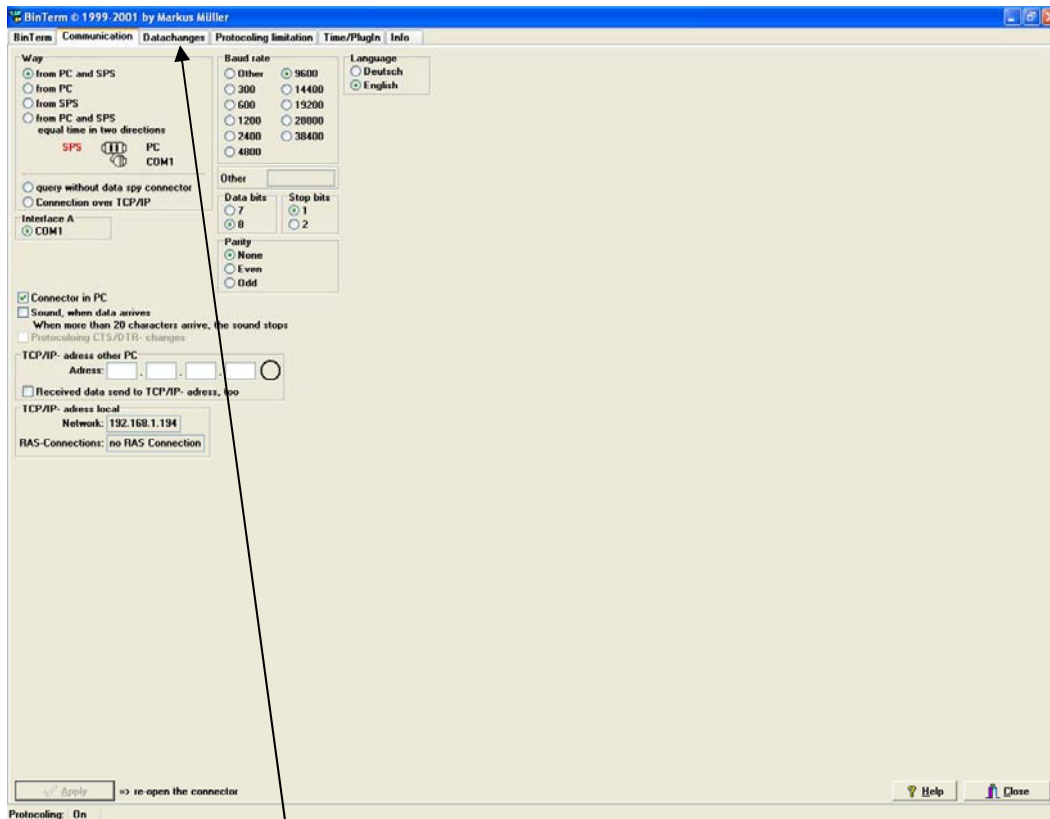 BinTerm © 1999-2001 by Markus Müller
BinTerm Communication Datachanges Protocoling limitation Time/PlugIn Info
Way
from PC and SPS
from PC
from SPS
from PC and SPS
equal time in two directions
SPS PC
COM1
query without data spy connector
Connection over TCP/IP
Interface A
COM1
Baud rate
Other 9600
300 14400
600 19200
1200 28800
2400 38400
4800
Other
Data bits Stop bits
7 1
8 2
Parity
None
Even
Odd
Language
Deutsch
English
Connector in PC
Sound, when data arrives
When more than 20 characters arrive, the sound stops
Protocoloing CTS/DTR- changes
TCP/IP- adress other PC
Adress: . . .
Received data send to TCP/IP- adress, too
TCP/IP- adress local
Network: 192.168.1.194
RAS-Connections: no RAS Connection
Apply => re-open the connector
Help Close
Protocoling: On